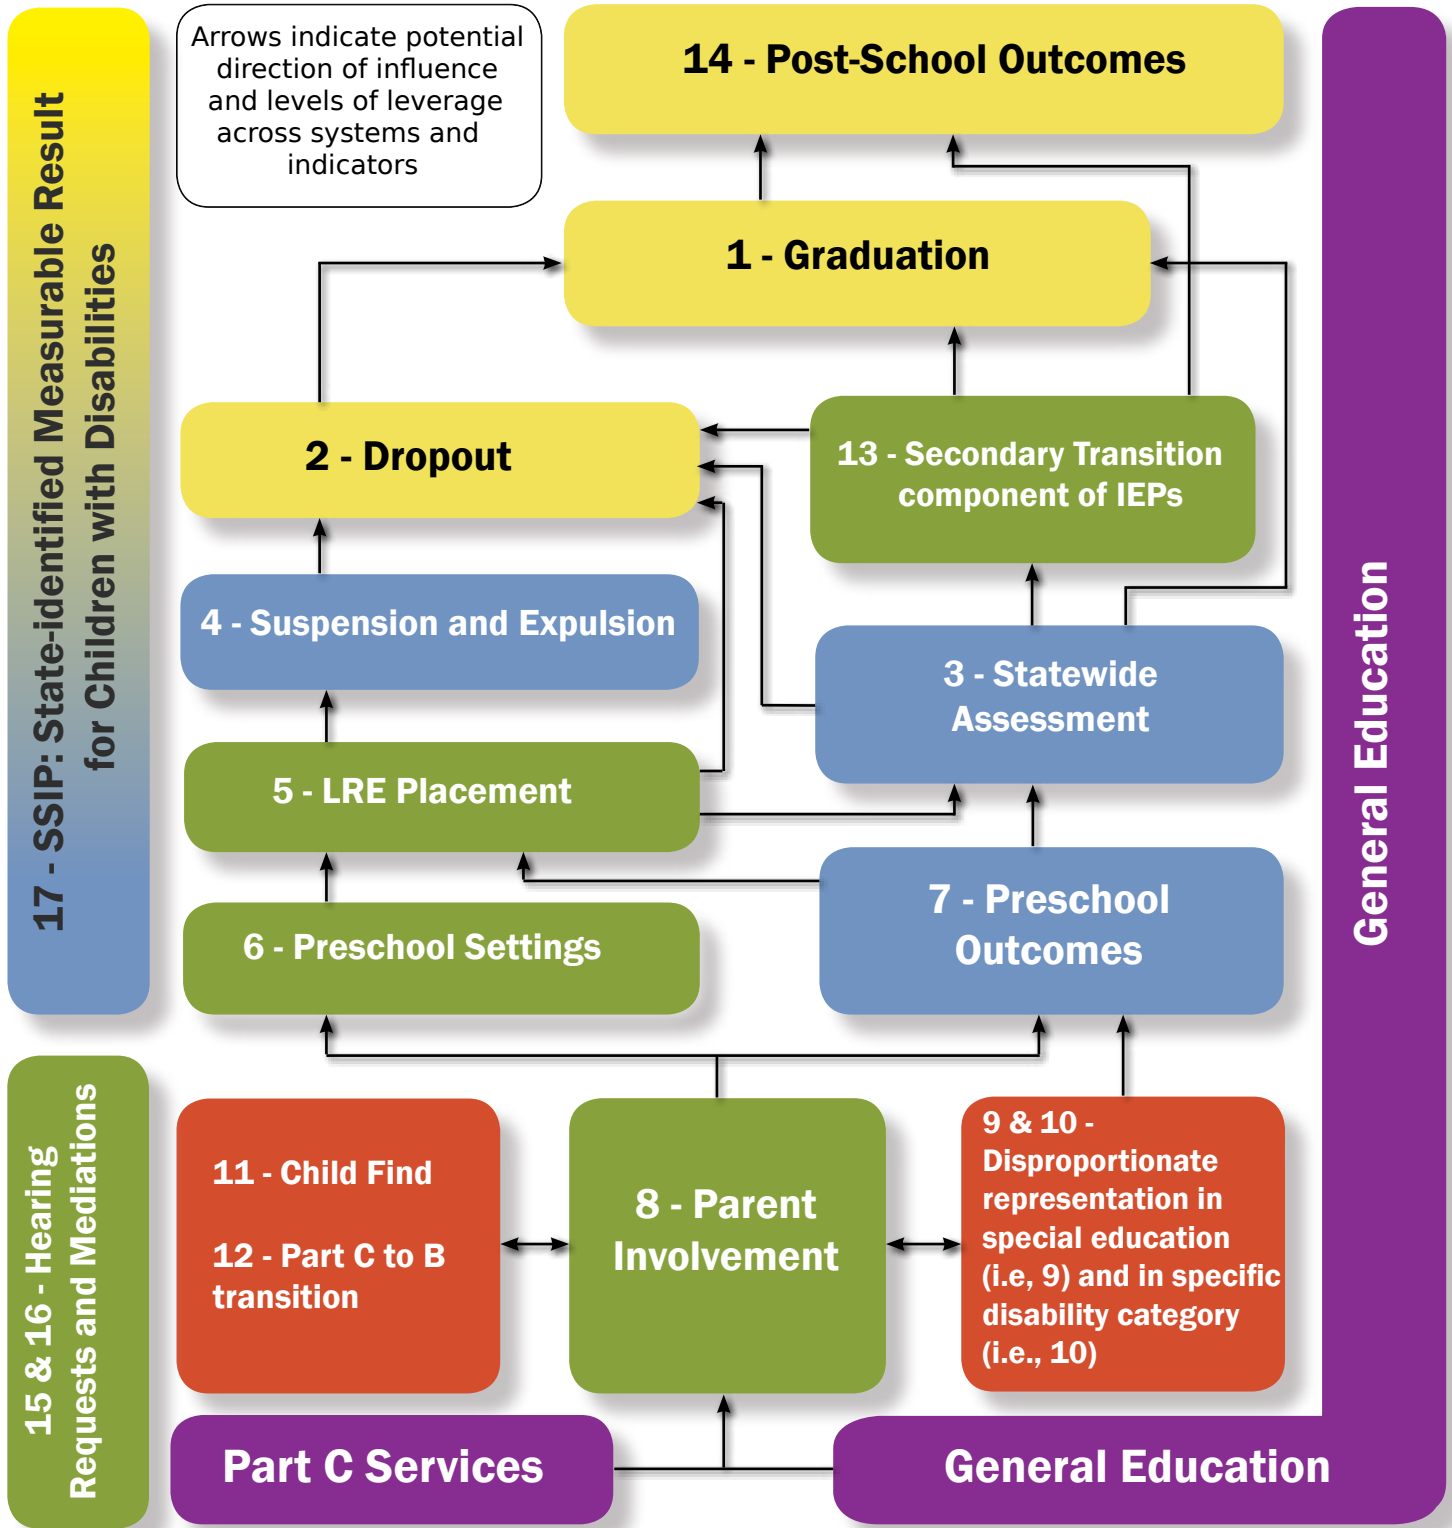 Arrows indicate potential
direction of influence
and levels of leverage
across systems and
indicators
14 - Post-School Outcomes
1 - Graduation
2 - Dropout
13 - Secondary Transition
component of IEPs
4 - Suspension and Expulsion
3 - Statewide
Assessment
5 - LRE Placement
7 - Preschool
Outcomes
6 - Preschool Settings
11 - Child Find
12 - Part C to B
transition
8 - Parent
Involvement
9 & 10 -
Disproportionate
representation in
special education
(i.e, 9) and in specific
disability category
(i.e., 10)
Part C Services
General Education
General Education
17 - SSIP: State-identified Measurable Result
for Children with Disabilities
15 & 16 - Hearing
Requests and Mediations